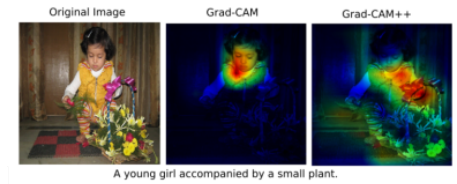 Original Image Grad-CAM Grad-CAM++
A young girl accompanied by a small plant.